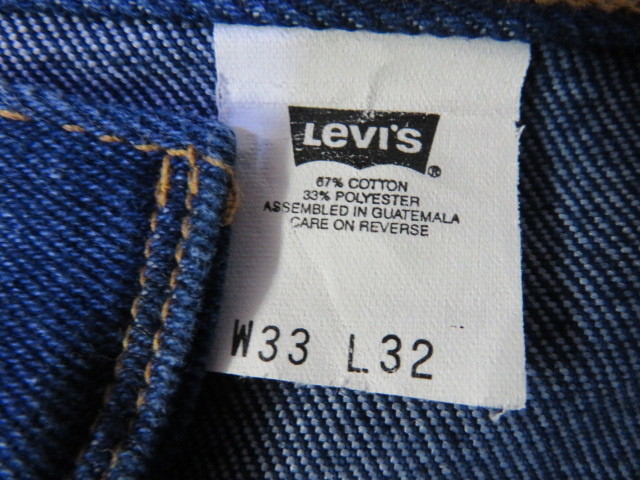 LEVI'S ®
67% COTTON
33% POLYESTER
ASSEMBLED IN GUATEMALA
CARE ON REVERSE
W33 L32